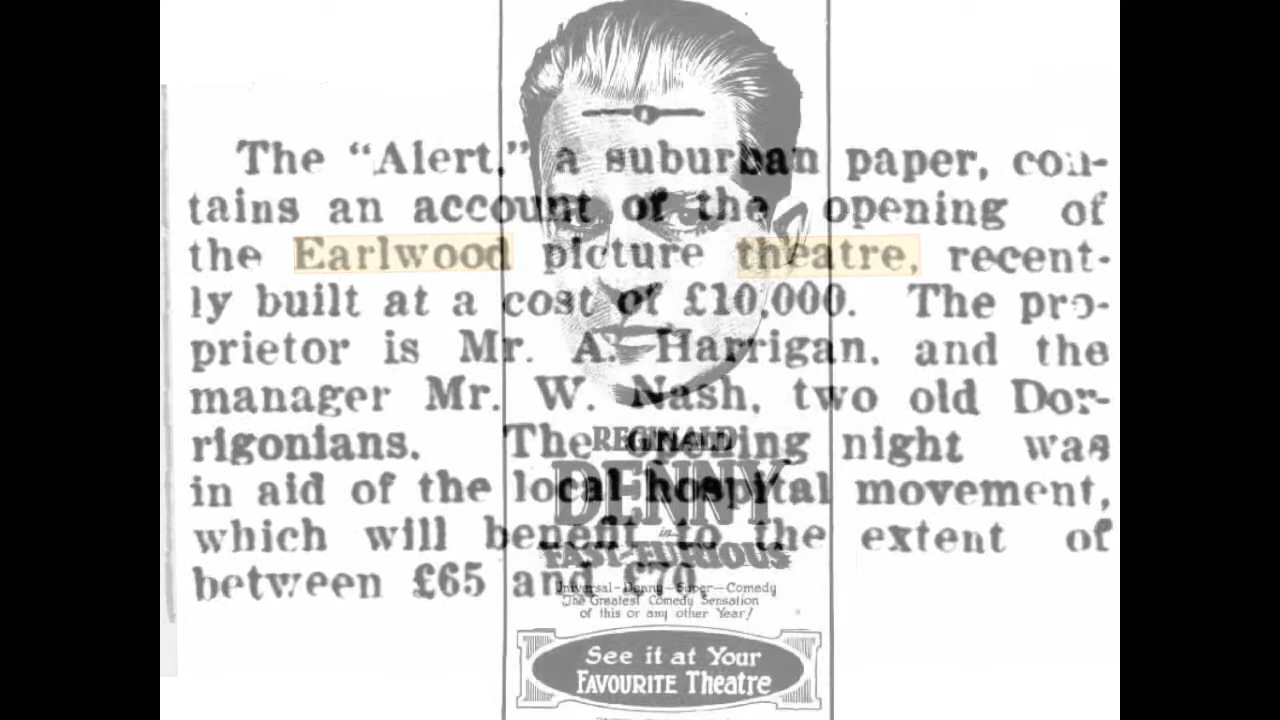 The "Alert," a suburban paper, con-
tains an account of the opening of
the Earlwood picture theatre, recent-
ly built at a cost of £10,000. The pro-
prietor is Mr. A. Harrigan, and the
manager Mr. W. Nash, two old Dor-
rigonians. The opening night was
in aid of the local hospital movement,
which will benefit to the extent of
between £65 and £70.
REGINALD
DENNY
in
FAST & FURIOUS
Universal-Denny-Super-Comedy
The Greatest Comedy Sensation
of this or any other Year!
See it at Your
FAVOURITE Theatre